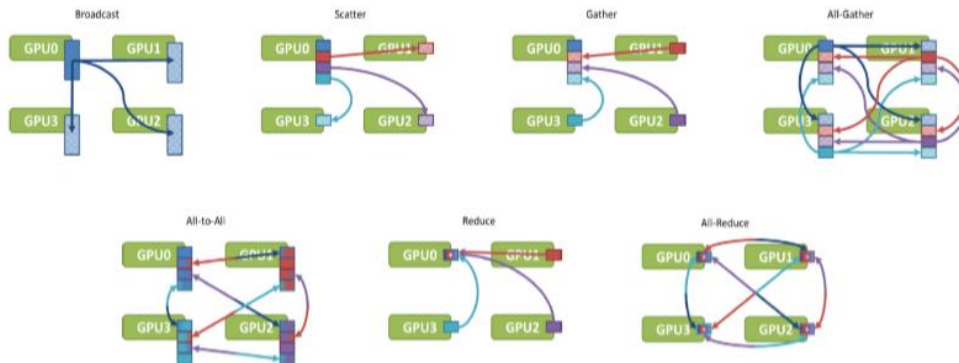 Broadcast
Scatter
Gather
All-Gather
GPU0 GPU1
GPU0 GPU1
GPU0 GPU1
GPU0 GPU1
GPU3 GPU2
GPU3 GPU2
GPU3 GPU2
GPU3 GPU2
All-to-All
Reduce
All-Reduce
GPU0 GPU1
GPU0 GPU1
GPU0 GPU1
GPU3 GPU2
GPU3 GPU2
GPU3 GPU2